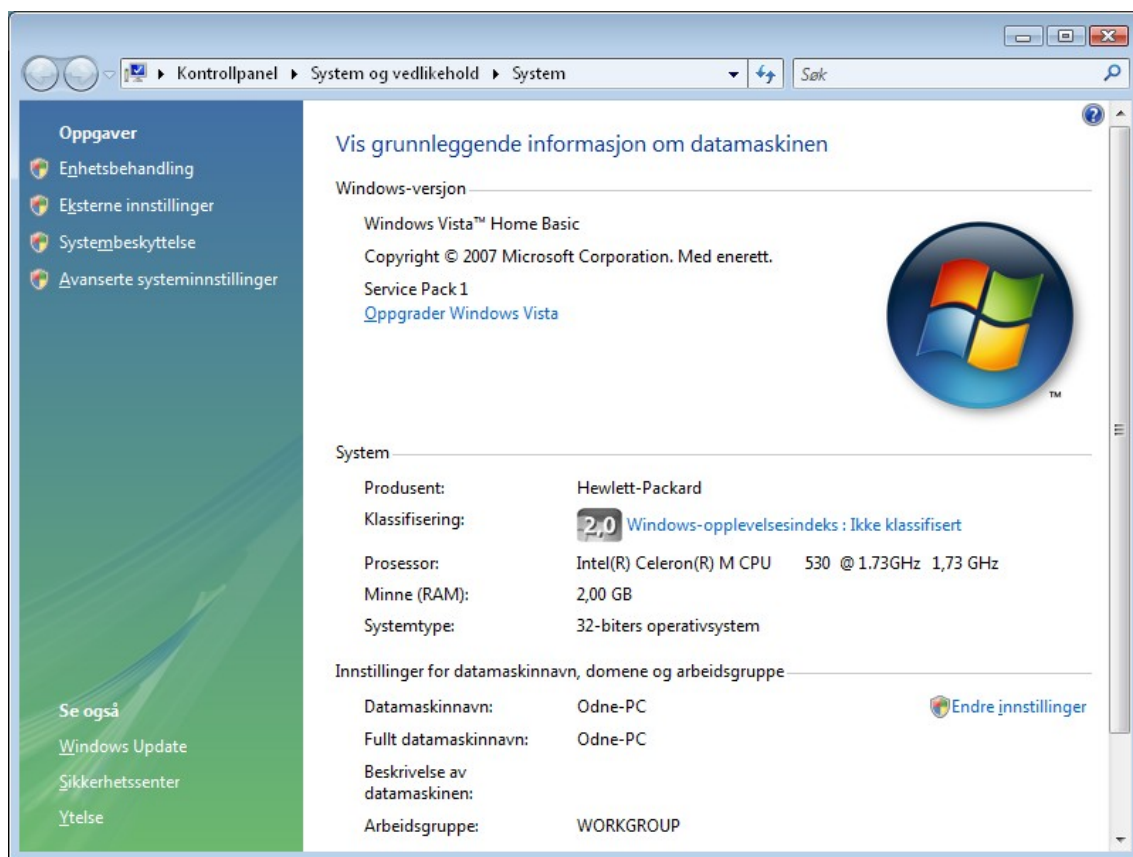 Kontrollpanel ▸ System og vedlikehold ▸ System
Søk
Oppgaver
Enhetsbehandling
Eksterne innstillinger
Systembeskyttelse
Avanserte systeminnstillinger
Vis grunnleggende informasjon om datamaskinen
Windows-versjon
Windows Vista™ Home Basic
Copyright © 2007 Microsoft Corporation. Med enerett.
Service Pack 1
Oppgrader Windows Vista
TM
System
Produsent: Hewlett-Packard
Klassifisering: 2,0 Windows-opplevelsesindeks : Ikke klassifisert
Prosessor: Intel(R) Celeron(R) M CPU 530 @ 1.73GHz 1,73 GHz
Minne (RAM): 2,00 GB
Systemtype: 32-biters operativsystem
Innstillinger for datamaskinnavn, domene og arbeidsgruppe
Datamaskinnavn: Odne-PC Endre innstillinger
Fullt datamaskinnavn: Odne-PC
Beskrivelse av
datamaskinen:
Arbeidsgruppe: WORKGROUP
Se også
Windows Update
Sikkerhetssenter
Ytelse